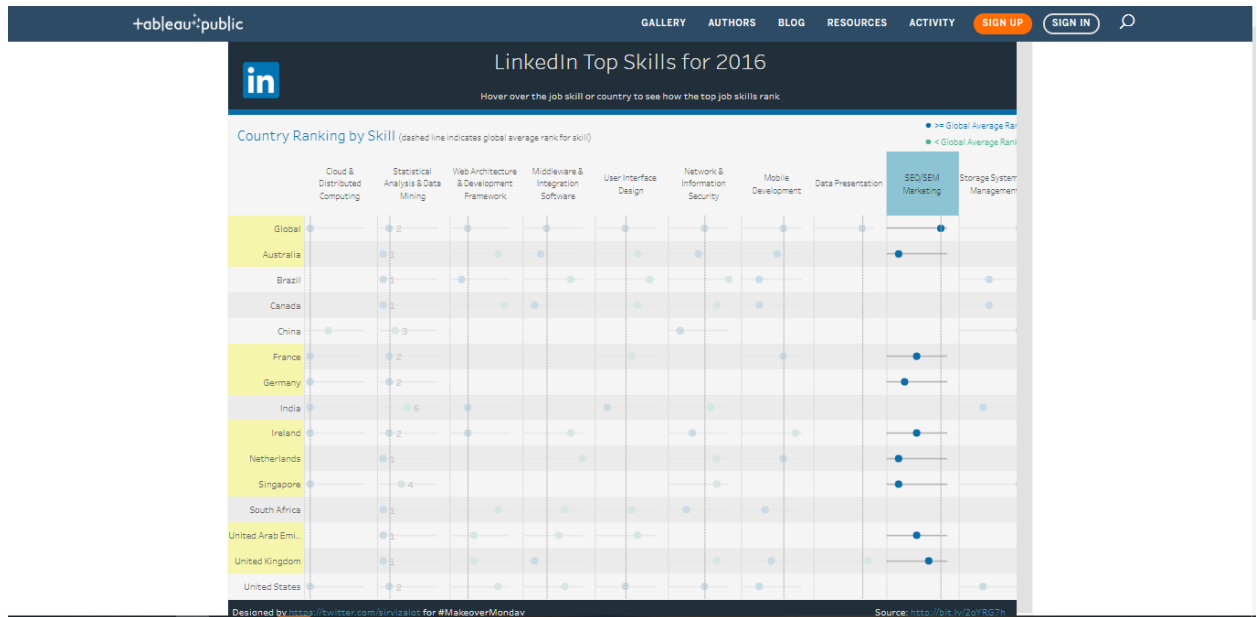 +ab|eau public
GALLERY AUTHORS BLOG RESOURCES ACTIVITY SIGN UP SIGN IN
in
LinkedIn Top Skills for 2016
Hover over the job skill or country to see how the top job skills rank
Country Ranking by Skill (dashed line indicates global average rank for skill)
>= Global Average Ran
< Global Average Rank
Cloud & Distributed Computing
Statistical Analysis & Data Mining
Web Architecture & Development Framework
Middleware & Integration Software
User Interface Design
Network & Information Security
Mobile Development
Data Presentation
SEO/SEM Marketing
Storage System Management
Global 2
Australia 1
Brazil 1
Canada 1
China 3
France 2
Germany 2
India 5
Ireland 2
Netherlands 1
Singapore 4
South Africa 1
United Arab Emi... 1
United Kingdom 1
United States 2
Designed by https://twitter.com/sirvizalot for #MakeoverMonday
Source: http://bit.ly/2oYRG7h